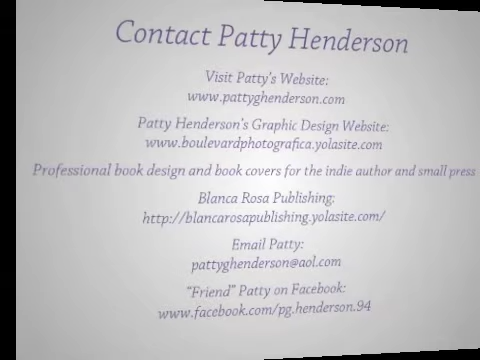 Contact Patty Henderson
Visit Patty's Website:
www.pattyghenderson.com
Patty Henderson's Graphic Design Website:
www.boulevardphotografica.yolasite.com
Professional book design and book covers for the indie author and small press
Blanca Rosa Publishing:
http://blancarosapublishing.yolasite.com/
Email Patty:
pattyghenderson@aol.com
"Friend" Patty on Facebook:
www.facebook.com/pg.henderson.94